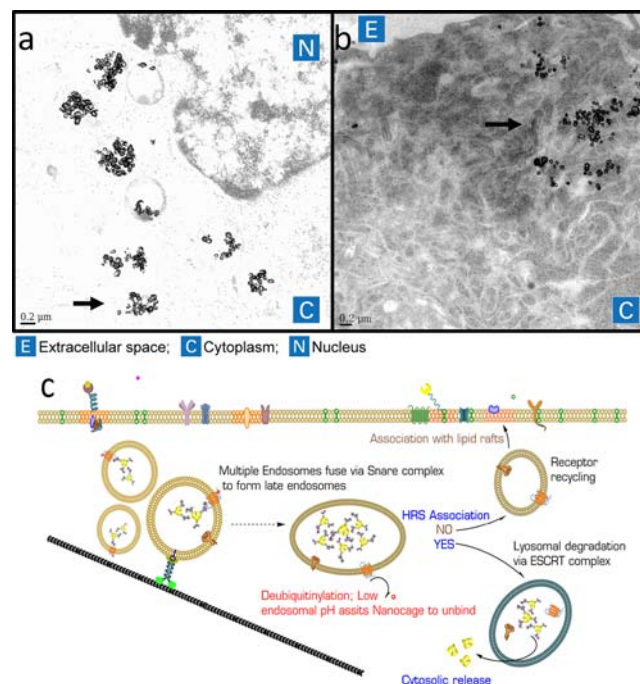 a
N
C
0.2 µm
b
E
C
0.2 µm
E Extracellular space; C Cytoplasm; N Nucleus
c
Association with lipid rafts
Multiple Endosomes fuse via Snare complex
to form late endosomes
Receptor
recycling
HRS Association
NO
YES
Lyosomal degradation
via ESCRT complex
Deubiquitinylation; Low
endosomal pH assits Nanocage to unbind
Cytosolic release